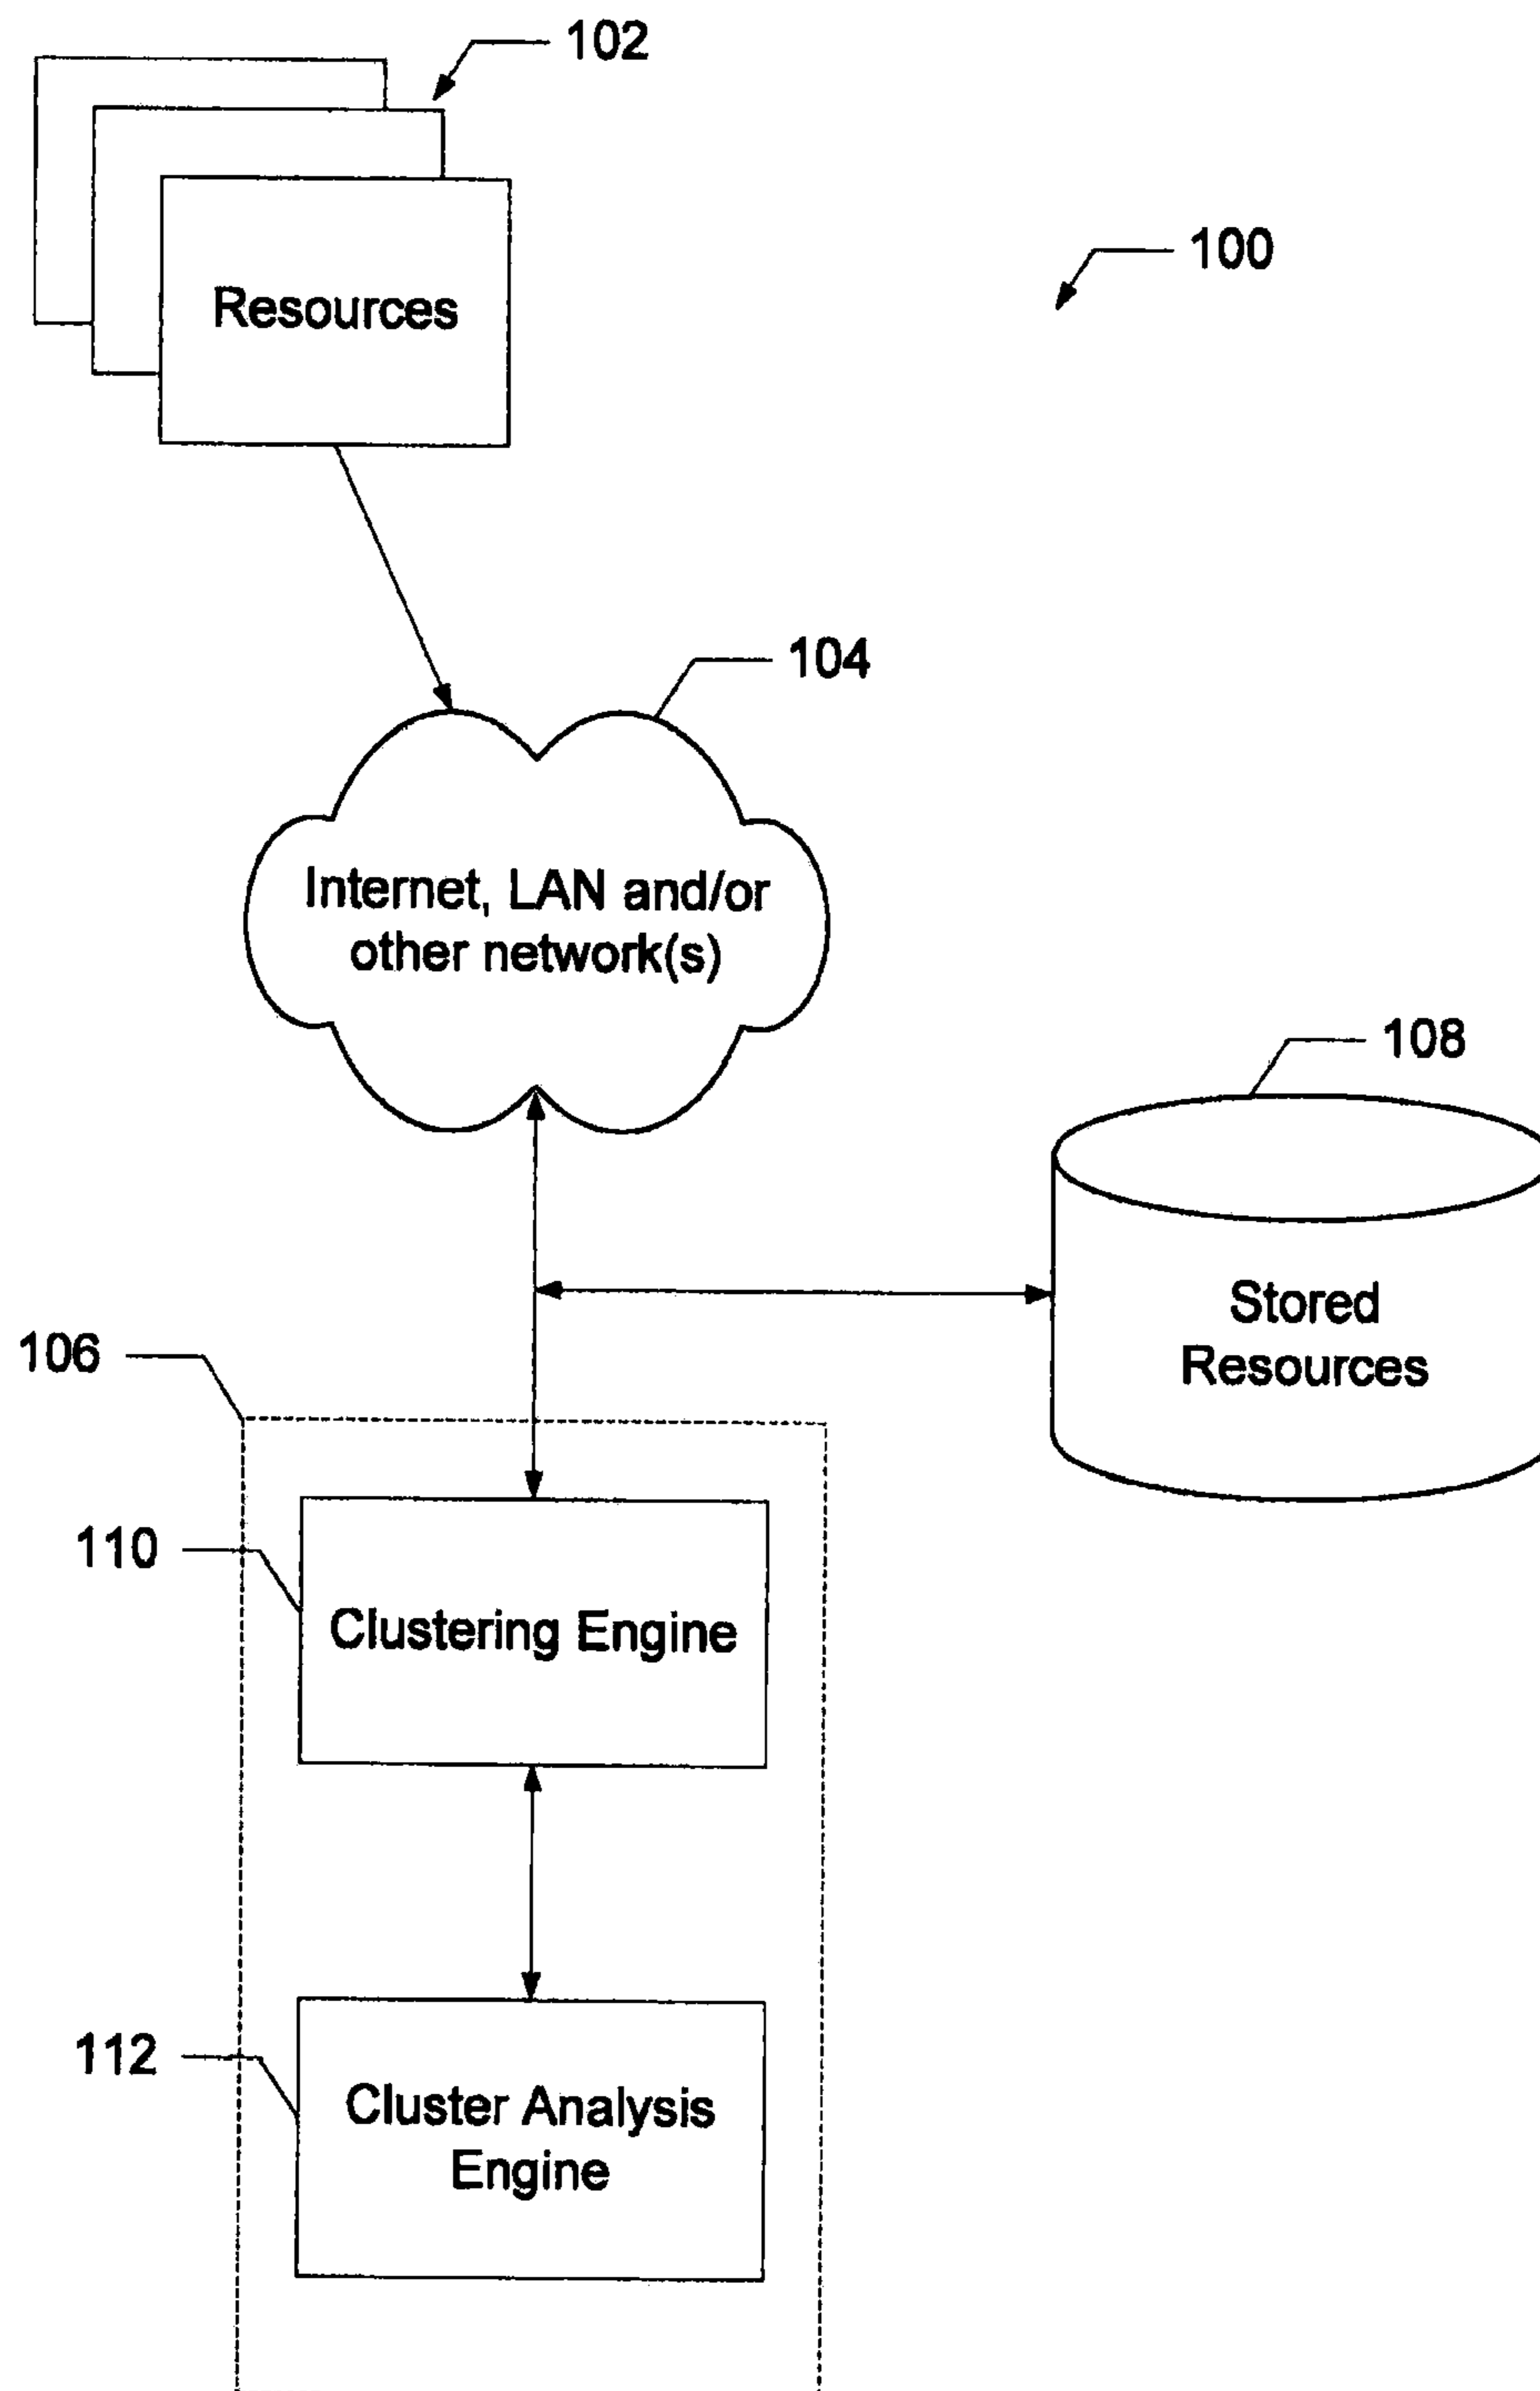 102
100
Resources
104
Internet, LAN and/or
other network(s)
108
Stored
Resources
106
110
Clustering Engine
112
Cluster Analysis
Engine